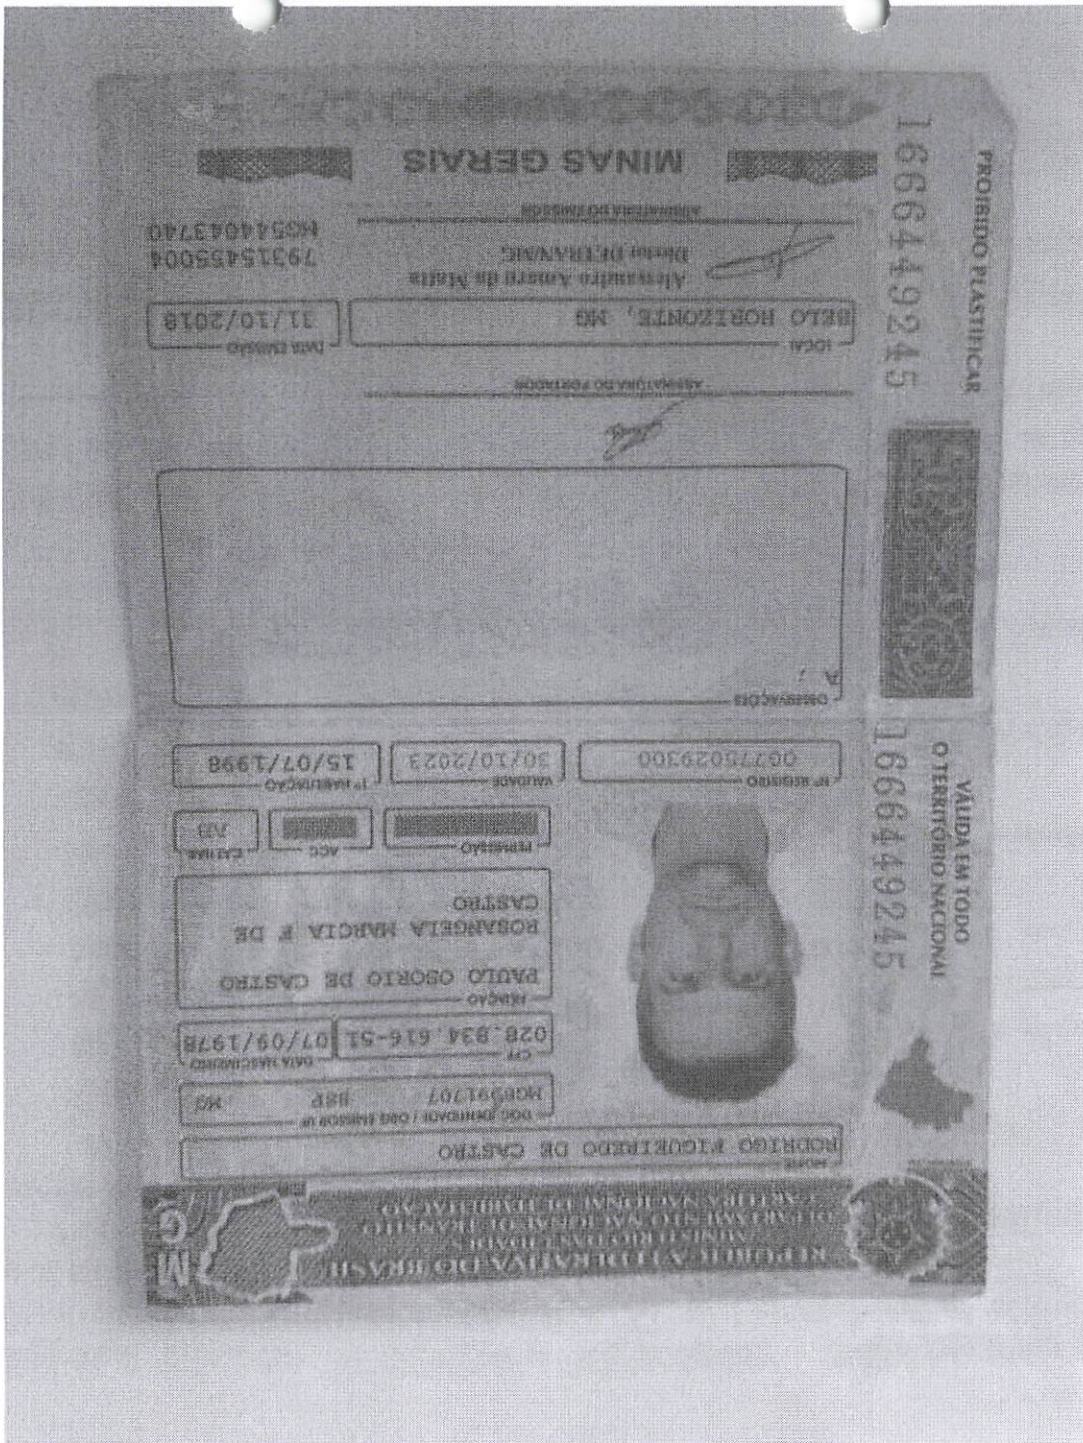 REPÚBLICA FEDERATIVA DO BRASIL
MINISTÉRIO DAS CIDADES
DEPARTAMENTO NACIONAL DE TRÂNSITO
CARTEIRA NACIONAL DE HABILITAÇÃO
MG
NOME
RODRIGO FIGUEIREDO DE CASTRO
DOC. IDENTIDADE / ÓRG EMISSOR UF
SSP MG
CPF
DATA NASCIMENTO
028.834.616-51
07/09/1978
FILIAÇÃO
PAULO OSORIO DE CASTRO
ROSANGELA MARCIA F DE
CASTRO
PERMISSÃO
ACC
CAT HAB
AB
Nº REGISTRO
VALIDADE
1ª HABILITAÇÃO
00775029300
30/10/2023
15/07/1998
VÁLIDA EM TODO
O TERRITÓRIO NACIONAL
1666449245
OBSERVAÇÕES
A ;
ASSINATURA DO PORTADOR
LOCAL
DATA EMISSÃO
BELO HORIZONTE, MG
31/10/2018
Alessandro Amaro da Matta
Diretor DETRAN/MG
79315455004
MG544043740
ASSINATURA DO EMISSOR
MINAS GERAIS
PROIBIDO PLASTIFICAR
1666449245